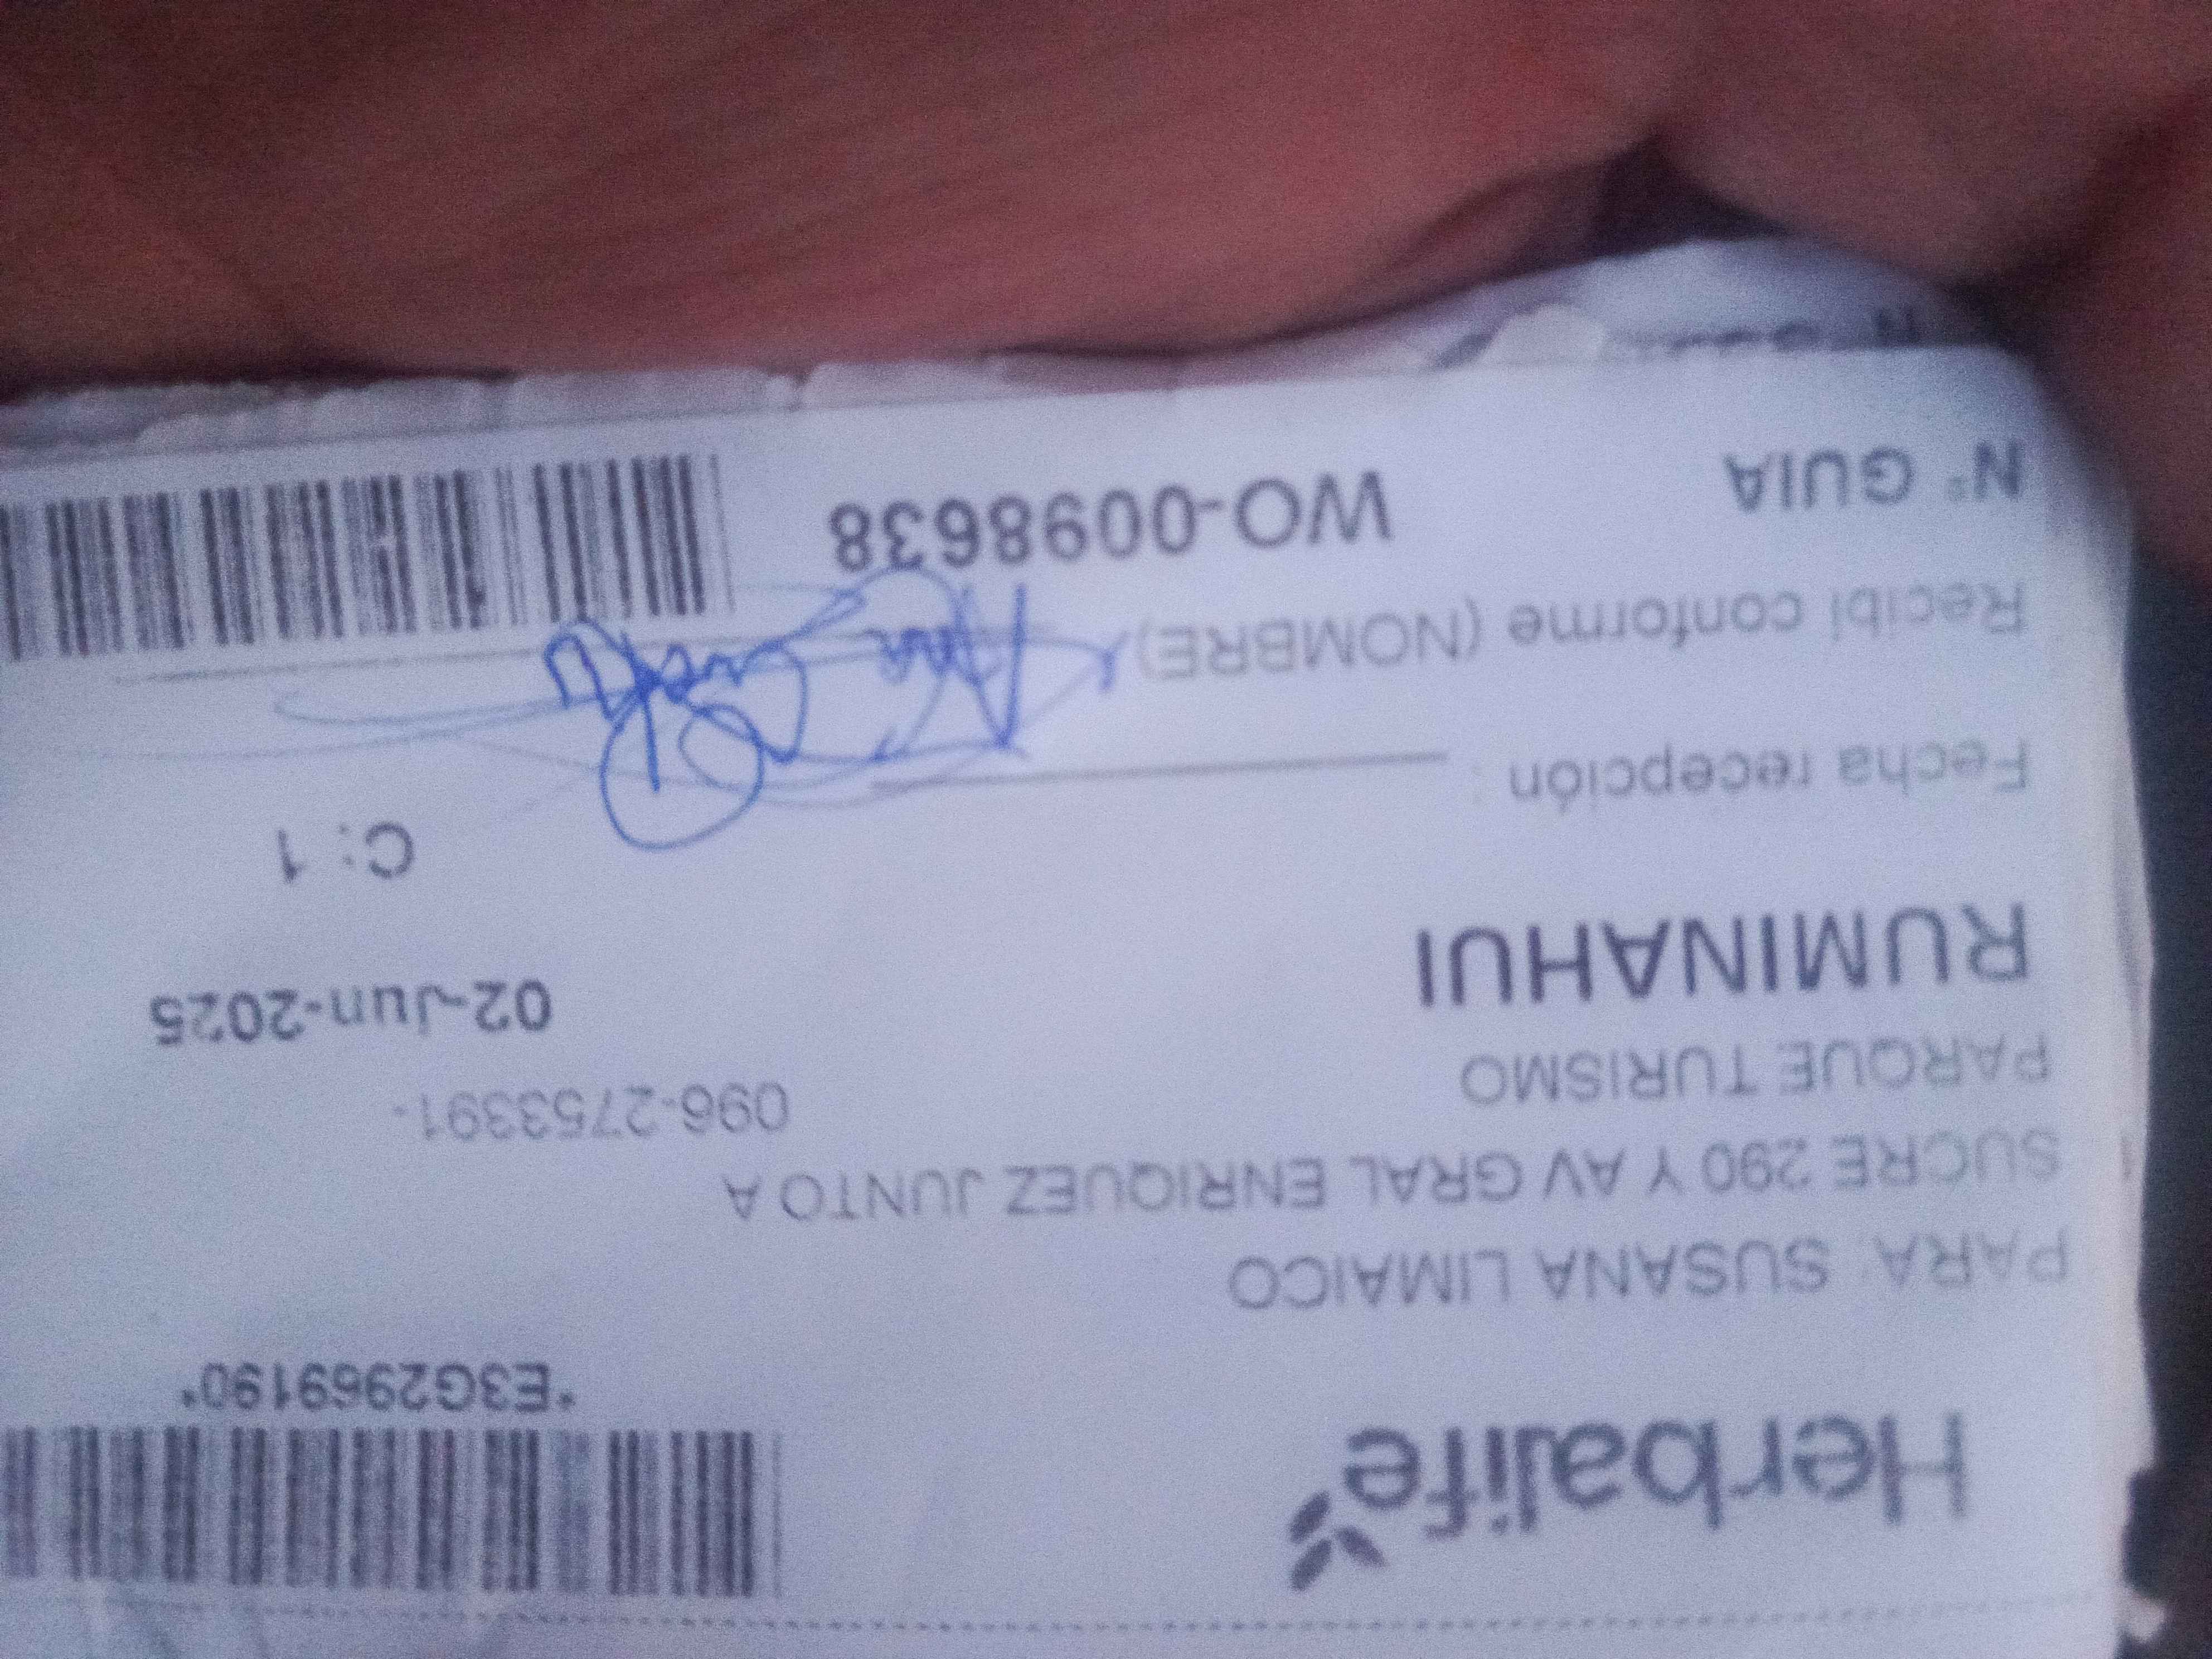 Herbalife
*E3G2969190*
PARA: SUSANA LIMAICO
SUCRE 290 Y AV GRAL ENRIQUEZ JUNTO A
PARQUE TURISMO 096-2753391-
RUMINAHUI 02-Jun-2025
C: 1
Fecha recepción :
Recibí conforme (NOMBRE)
N° GUIA WO-0098638